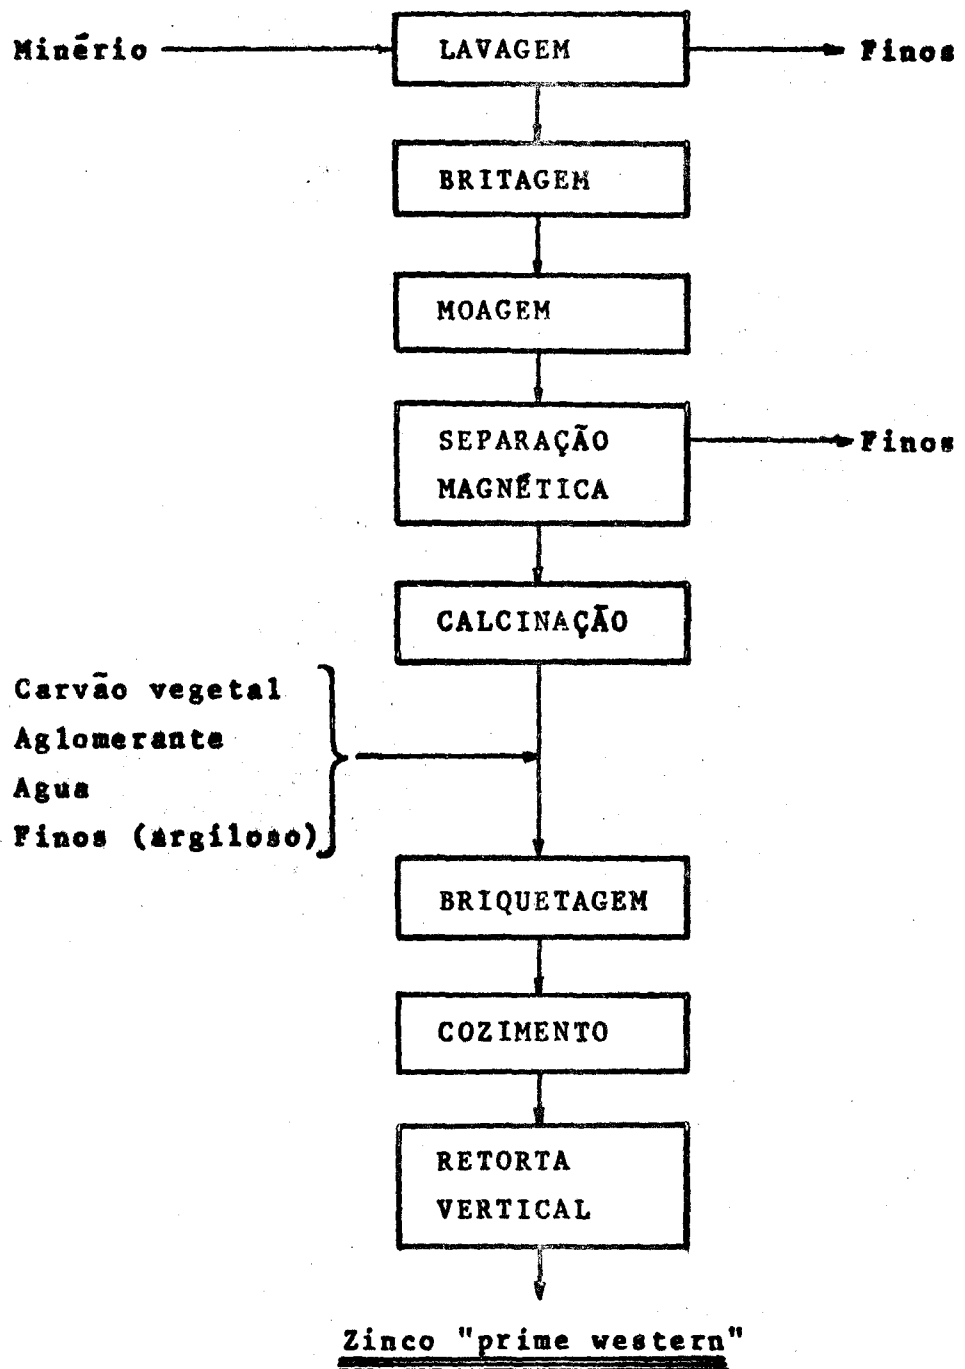 Minério
LAVAGEM
Finos
BRITAGEM
MOAGEM
SEPARAÇÃO
MAGNÉTICA
Finos
CALCINAÇÃO
Carvão vegetal
Aglomerante
Agua
Finos (argiloso)
BRIQUETAGEM
COZIMENTO
RETORTA
VERTICAL
Zinco "prime western"